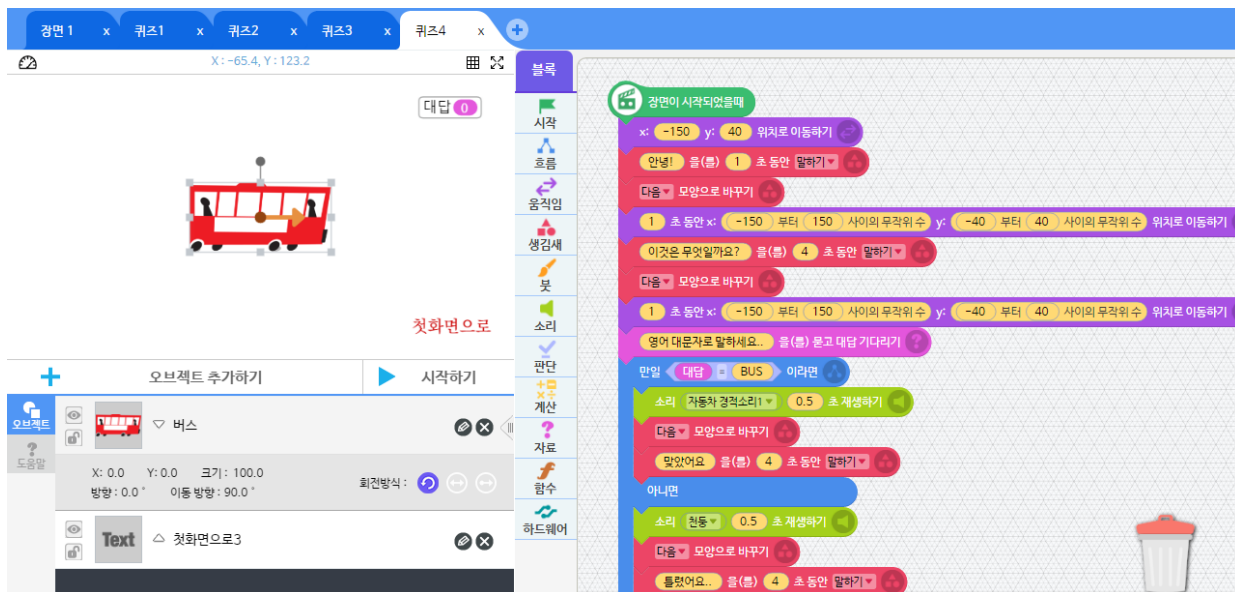 장면 1 x 퀴즈1 x 퀴즈2 x 퀴즈3 x 퀴즈4 x
X : -65.4, Y : 123.2
대답 0
첫화면으로
오브젝트 추가하기 시작하기
오브젝트
도움말
버스
X: 0.0 Y: 0.0 크기 : 100.0
방향 : 0.0˚ 이동 방향 : 90.0˚
회전방식 :
Text 첫화면으로3
블록
시작
흐름
움직임
생김새
붓
소리
판단
계산
자료
함수
하드웨어
장면이 시작되었을때
x: -150 y: 40 위치로 이동하기
안녕! 을(를) 1 초 동안 말하기
다음 모양으로 바꾸기
1 초 동안 x: -150 부터 150 사이의 무작위 수 y: -40 부터 40 사이의 무작위 수 위치로 이동하기
이것은 무엇일까요? 을(를) 4 초 동안 말하기
다음 모양으로 바꾸기
1 초 동안 x: -150 부터 150 사이의 무작위 수 y: -40 부터 40 사이의 무작위 수 위치로 이동하기
영어 대문자로 말하세요.. 을(를) 묻고 대답 기다리기
만일 대답 = BUS 이라면
소리 자동차 경적소리1 0.5 초 재생하기
다음 모양으로 바꾸기
맞았어요 을(를) 4 초 동안 말하기
아니면
소리 천둥 0.5 초 재생하기
다음 모양으로 바꾸기
틀렸어요.. 을(를) 4 초 동안 말하기